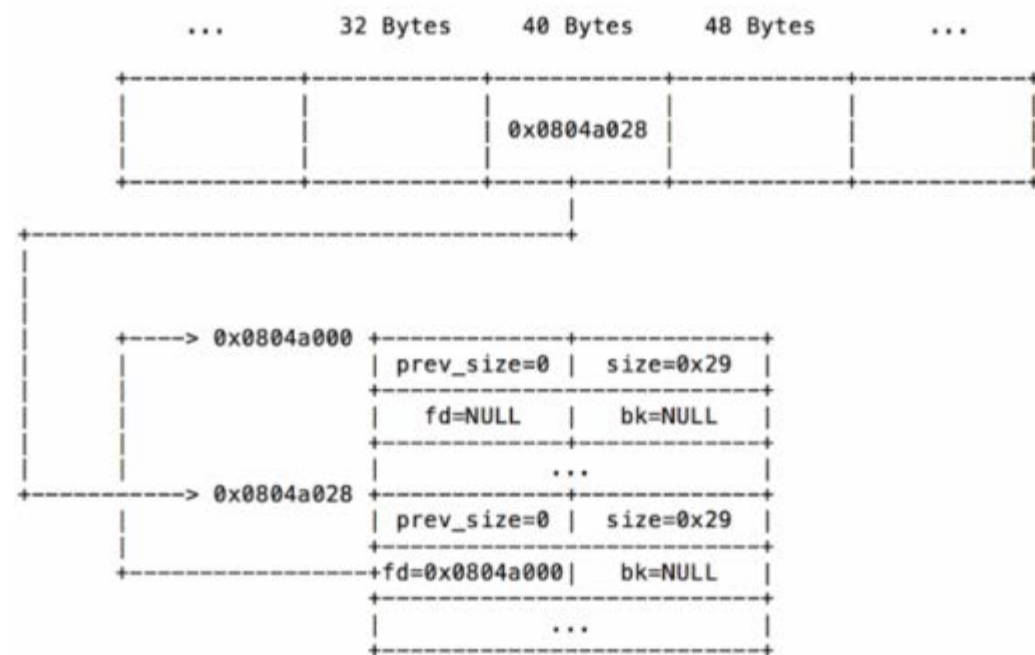 ... 32 Bytes 40 Bytes 48 Bytes ...
0x0804a028
0x0804a000
prev_size=0 | size=0x29
fd=NULL | bk=NULL
...
0x0804a028
prev_size=0 | size=0x29
fd=0x0804a000| bk=NULL
...